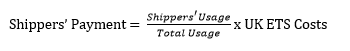 Shippers' Payment = Shippers'Usage / Total Usage x UK ETS Costs